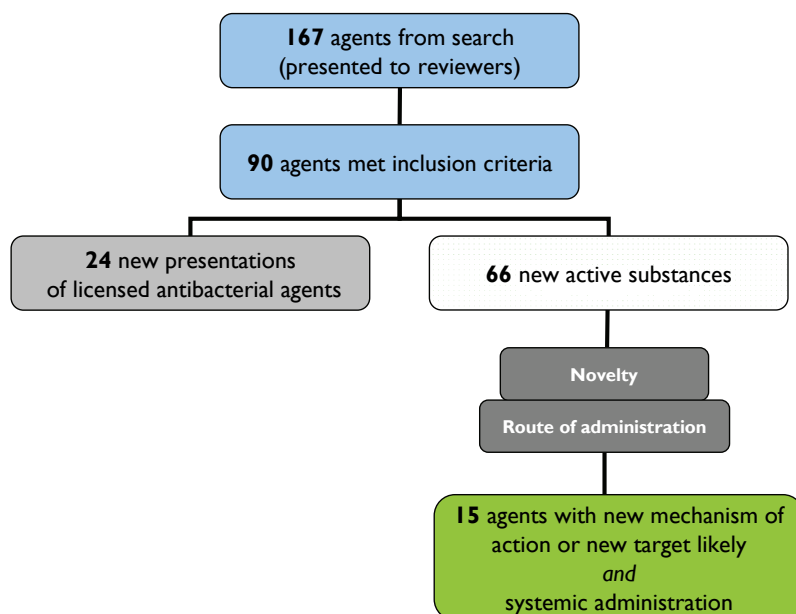 167 agents from search
(presented to reviewers)
90 agents met inclusion criteria
24 new presentations
of licensed antibacterial agents
66 new active substances
Novelty
Route of administration
15 agents with new mechanism of
action or new target likely
and
systemic administration